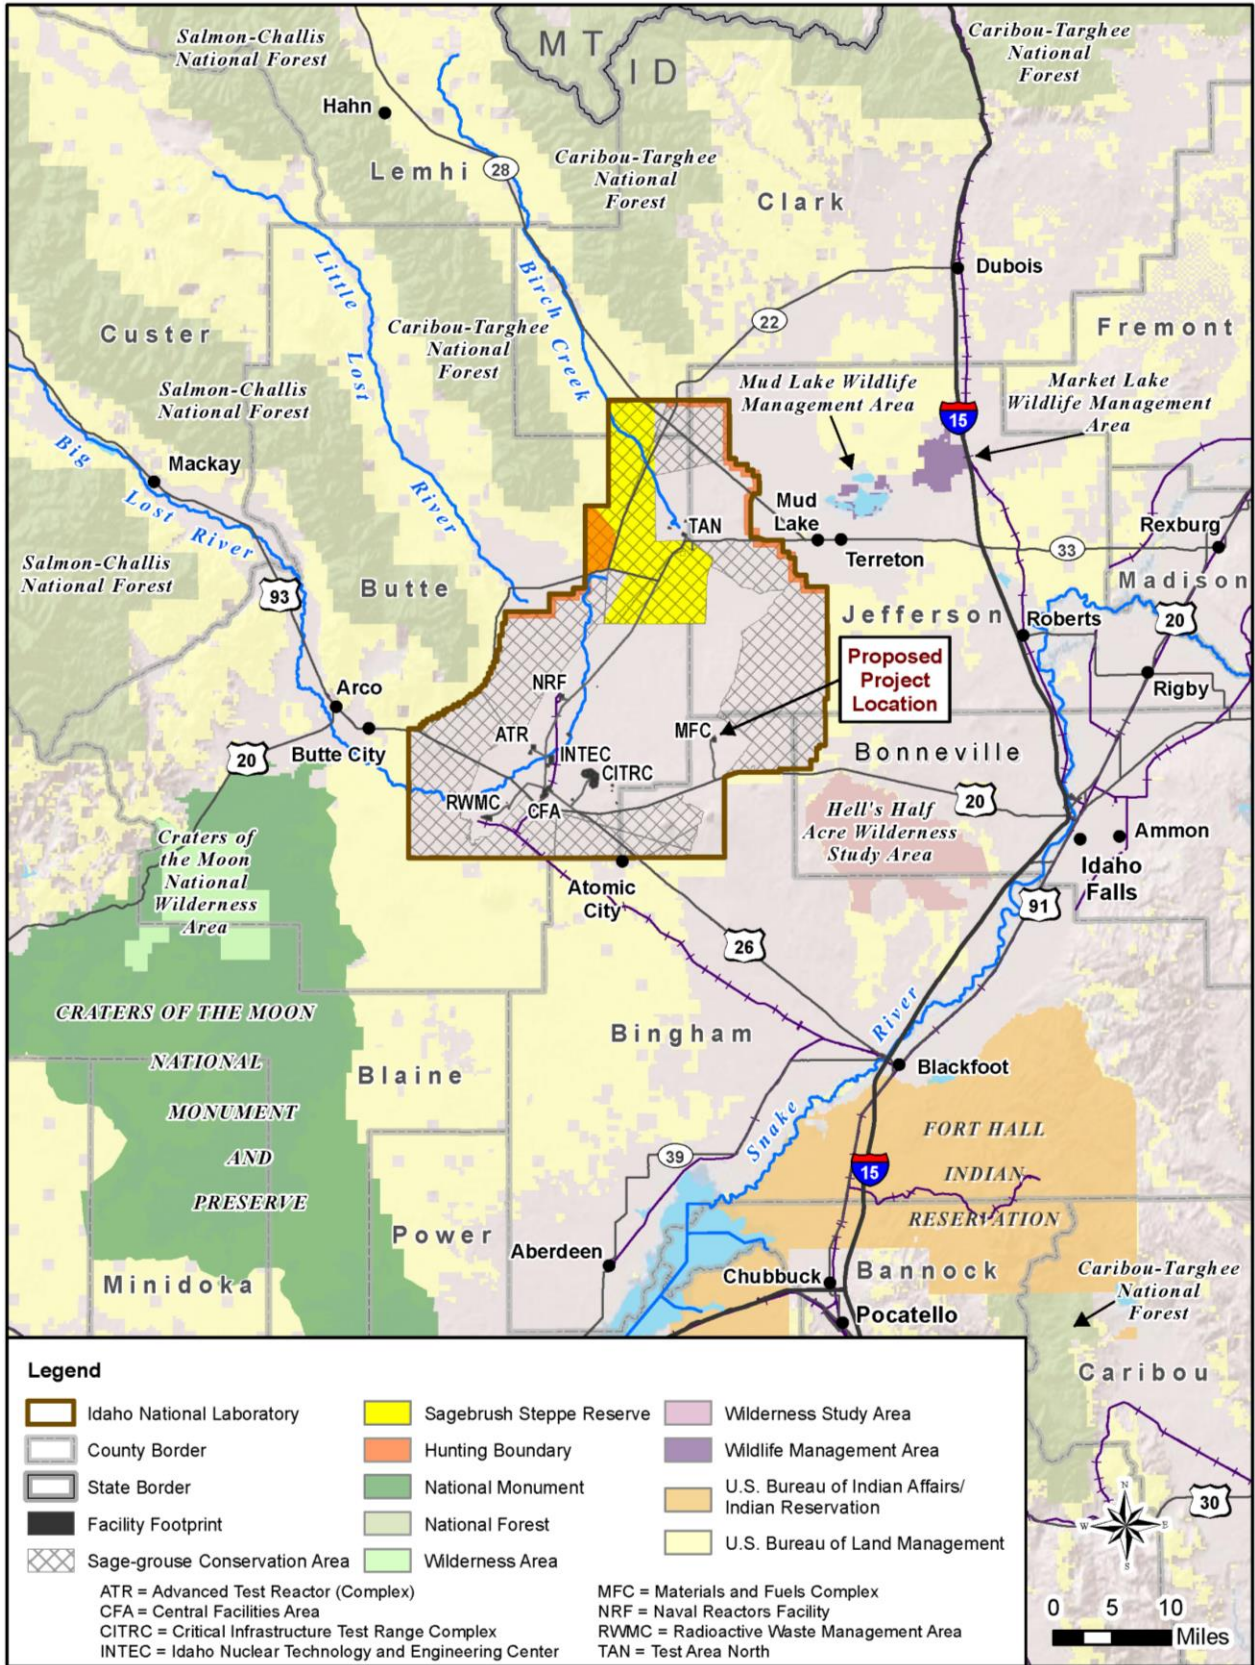 Salmon-Challis
National Forest
MT
ID
Caribou-Targhee
National
Forest
Hahn
Lemhi
28
Caribou-Targhee
National
Forest
Clark
Dubois
Little
Lost
River
Birch Creek
22
Custer
Caribou-Targhee
National
Forest
Fremont
Salmon-Challis
National Forest
Mud Lake Wildlife
Management Area
Market Lake
Wildlife Management
Area
15
Big
Lost River
Mackay
TAN
Mud
Lake
Terreton
33
Rexburg
Salmon-Challis
National Forest
93
Butte
Madison
Jefferson
Roberts
20
Proposed
Project
Location
Rigby
NRF
Arco
Butte City
20
ATR
INTEC
CITRC
MFC
Bonneville
RWMC
CFA
20
Hell's Half
Acre Wilderness
Study Area
Ammon
Idaho
Falls
Craters of
the Moon
National
Wilderness
Area
Atomic
City
91
26
CRATERS OF THE MOON
NATIONAL
MONUMENT
AND
PRESERVE
Bingham
River
Snake
Blaine
Blackfoot
FORT HALL
INDIAN
RESERVATION
39
15
Power
Aberdeen
Minidoka
Chubbuck
Bannock
Pocatello
Caribou-Targhee
National
Forest
Caribou
30
Legend
Idaho National Laboratory
County Border
State Border
Facility Footprint
Sage-grouse Conservation Area
Sagebrush Steppe Reserve
Hunting Boundary
National Monument
National Forest
Wilderness Area
Wilderness Study Area
Wildlife Management Area
U.S. Bureau of Indian Affairs/
Indian Reservation
U.S. Bureau of Land Management
ATR = Advanced Test Reactor (Complex)
CFA = Central Facilities Area
CITRC = Critical Infrastructure Test Range Complex
INTEC = Idaho Nuclear Technology and Engineering Center
MFC = Materials and Fuels Complex
NRF = Naval Reactors Facility
RWMC = Radioactive Waste Management Area
TAN = Test Area North
N
W
E
S
0 5 10
Miles